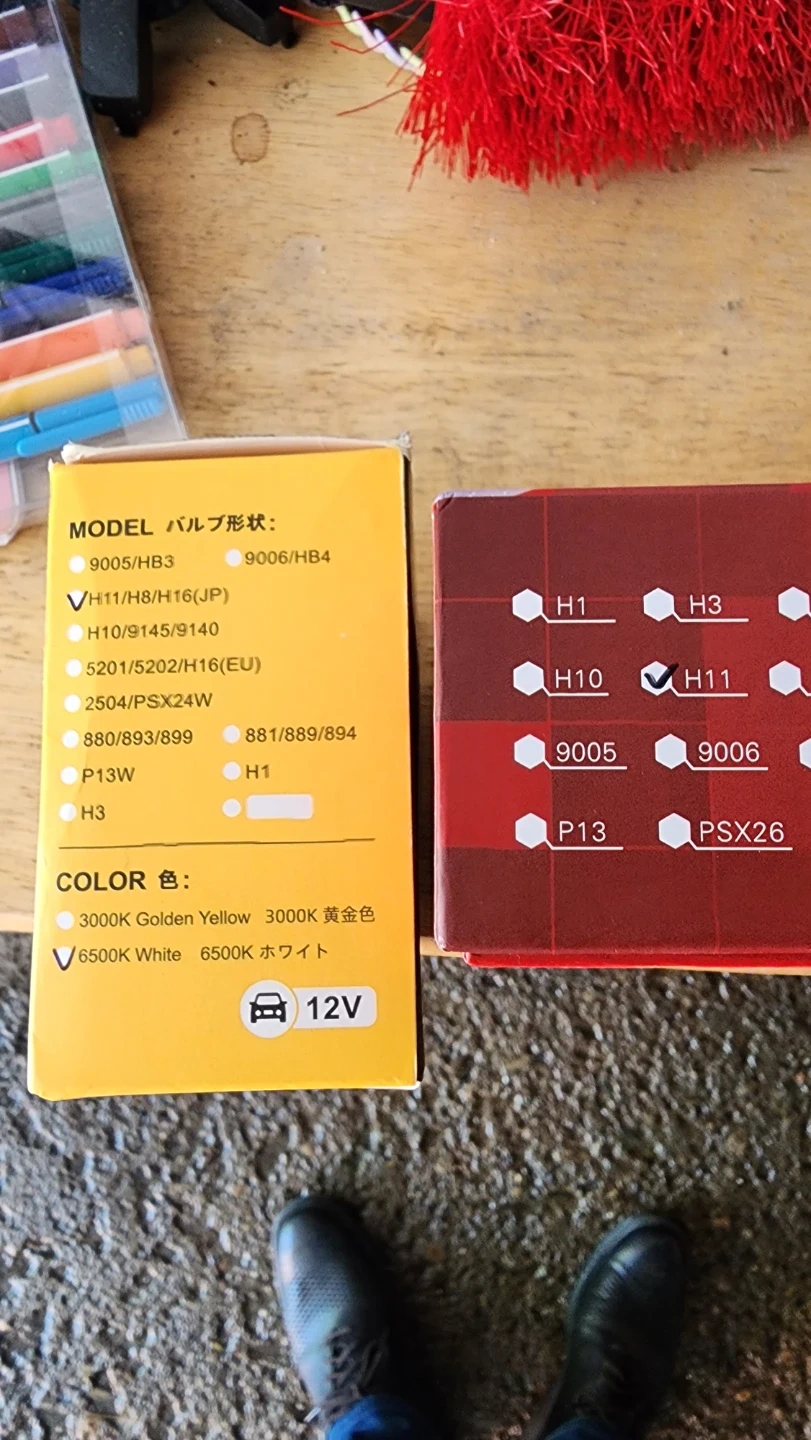 MODEL バルブ形状:
9005/HB3 9006/HB4
H11/H8/H16(JP)
H10/9145/9140
5201/5202/H16(EU)
2504/PSX24W
880/893/899 881/889/894
P13W H1
H3
COLOR 色:
3000K Golden Yellow 3000K 黄金色
6500K White 6500K ホワイト
12V
H1 H3
H10 H11
9005 9006
P13 PSX26